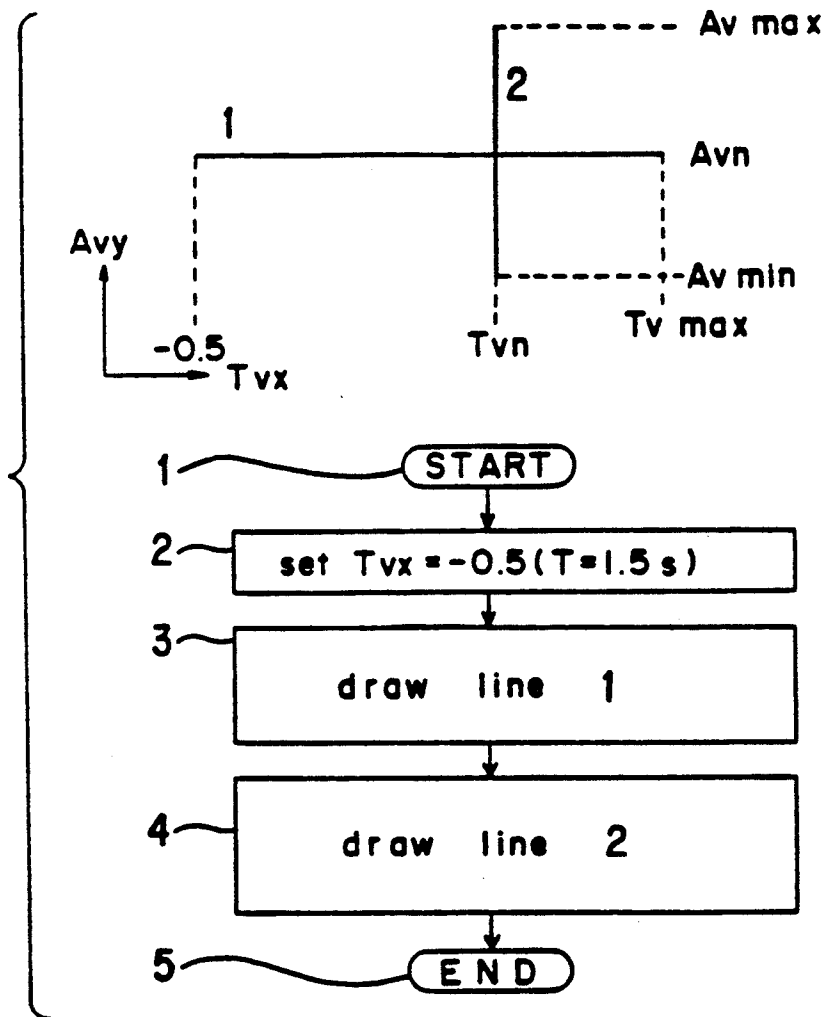 Av max
2
1
Avn
Avy
Av min
Tv max
-0.5
Tvn
Tvx
1
START
2
set Tvx=-0.5(T=1.5s)
3
draw line 1
4
draw line 2
5
END